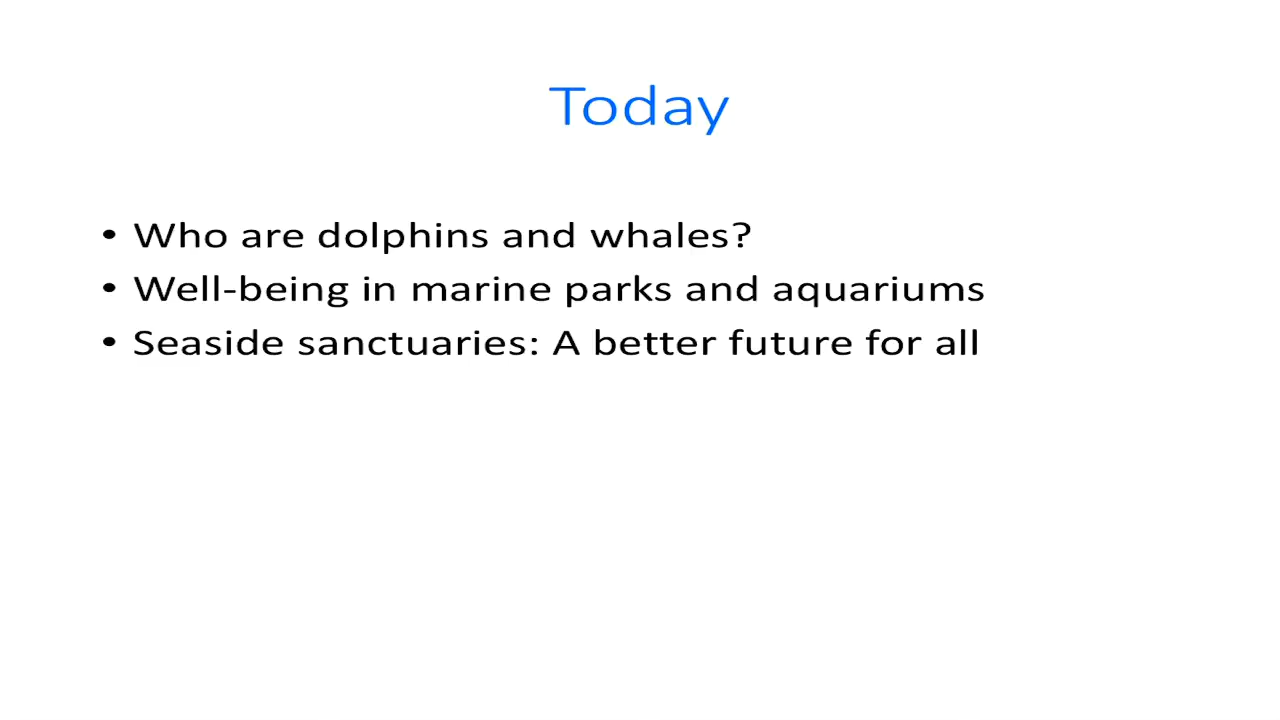 Today
• Who are dolphins and whales?
• Well-being in marine parks and aquariums
• Seaside sanctuaries: A better future for all